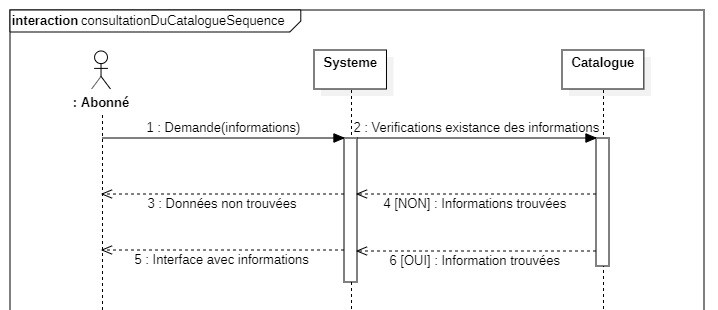 interaction consultationDuCatalogueSequence
Systeme
Catalogue
: Abonné
1 : Demande(informations)
2 : Verifications existance des informations
3 : Données non trouvées
4 [NON] : Informations trouvées
5 : Interface avec informations
6 [OUI] : Information trouvées